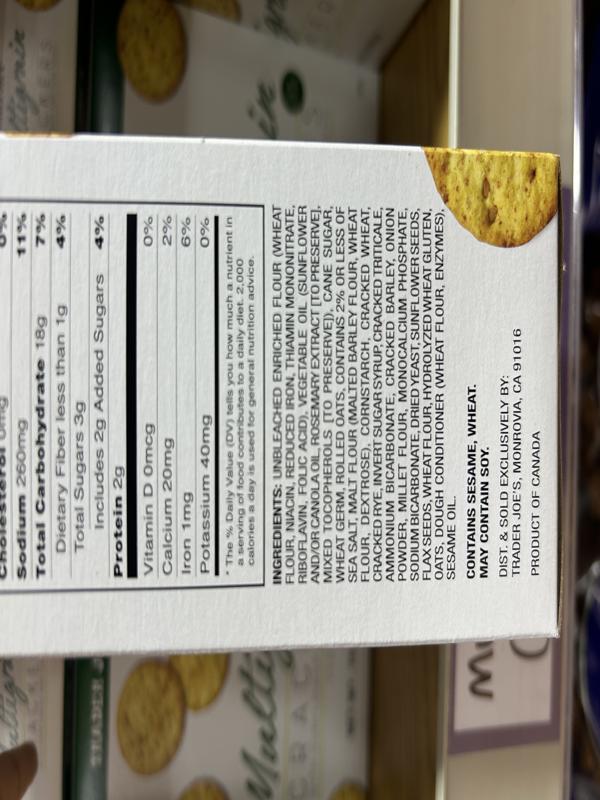 Cholesterol 0mg 0%
Sodium 260mg 11%
Total Carbohydrate 18g 7%
Dietary Fiber less than 1g 4%
Total Sugars 3g
Includes 2g Added Sugars 4%
Protein 2g
Vitamin D 0mcg 0%
Calcium 20mg 2%
Iron 1mg 6%
Potassium 40mg 0%
* The % Daily Value (DV) tells you how much a nutrient in
a serving of food contributes to a daily diet. 2,000
calories a day is used for general nutrition advice.
INGREDIENTS: UNBLEACHED ENRICHED FLOUR (WHEAT
FLOUR, NIACIN, REDUCED IRON, THIAMIN MONONITRATE,
RIBOFLAVIN, FOLIC ACID), VEGETABLE OIL (SUNFLOWER
AND/OR CANOLA OIL, ROSEMARY EXTRACT [TO PRESERVE],
MIXED TOCOPHEROLS [TO PRESERVE]), CANE SUGAR,
WHEAT GERM, ROLLED OATS, CONTAINS 2% OR LESS OF
SEA SALT, MALT FLOUR (MALTED BARLEY FLOUR, WHEAT
FLOUR, DEXTROSE), CORNSTARCH, CRACKED WHEAT,
CRACKED RYE, INVERT SUGAR SYRUP, CRACKED TRITICALE,
AMMONIUM BICARBONATE, CRACKED BARLEY, ONION
POWDER, MILLET FLOUR, MONOCALCIUM PHOSPHATE,
SODIUM BICARBONATE, DRIED YEAST, SUNFLOWER SEEDS,
FLAX SEEDS, WHEAT FLOUR, HYDROLYZED WHEAT GLUTEN,
OATS, DOUGH CONDITIONER (WHEAT FLOUR, ENZYMES),
SESAME OIL.
CONTAINS SESAME, WHEAT.
MAY CONTAIN SOY.
DIST. & SOLD EXCLUSIVELY BY:
TRADER JOE'S, MONROVIA, CA 91016
PRODUCT OF CANADA